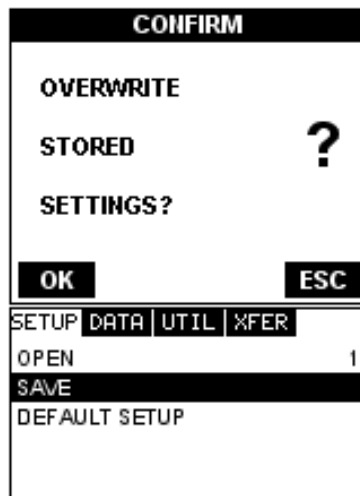 CONFIRM
OVERWRITE
STORED ?
SETTINGS?
OK ESC
SETUP DATA UTIL XFER
OPEN 1
SAVE
DEFAULT SETUP